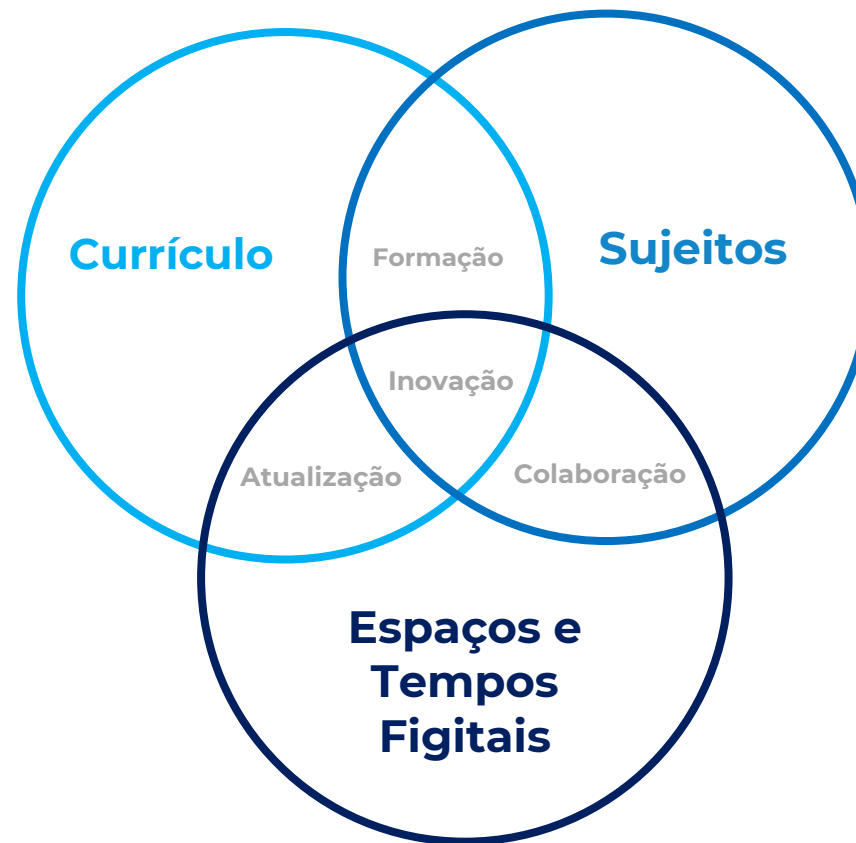 Currículo
Sujeitos
Formação
Inovação
Atualização
Colaboração
Espaços e
Tempos
Figitais